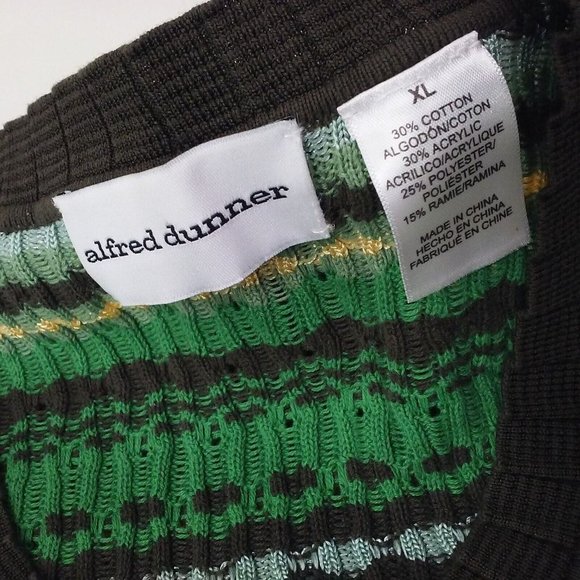 alfred dunner
XL
30% COTTON
ALGODÓN/COTON
30% ACRYLIC
ACRILICO/ACRYLIQUE
25% POLYESTER/
POLIÉSTER
15% RAMIE/RAMINA
MADE IN CHINA
HECHO EN CHINA
FABRIQUE EN CHINE